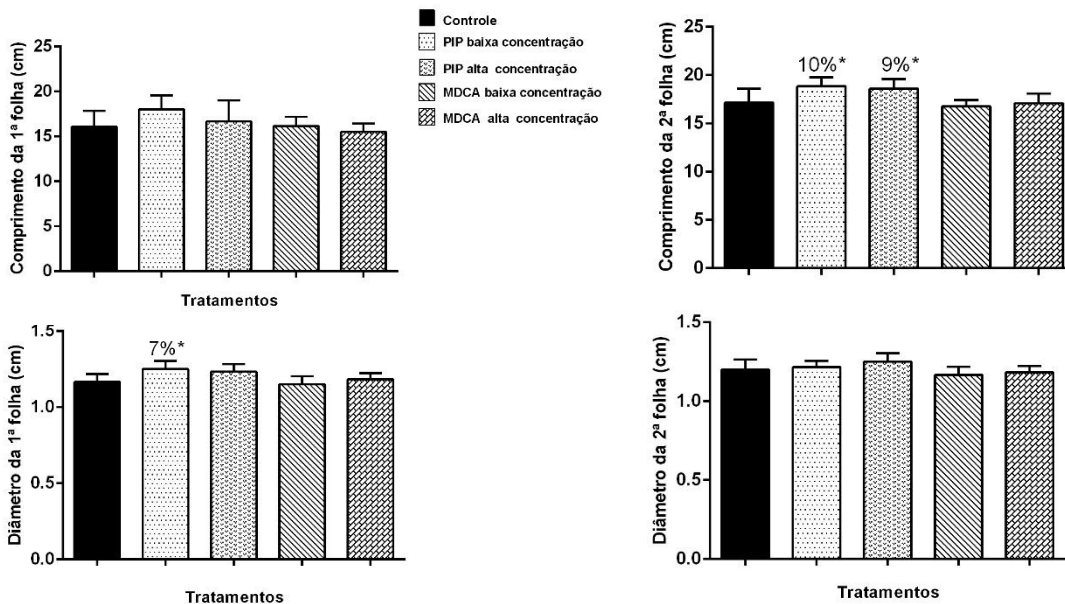 Controle
PIP baixa concentração
PIP alta concentração
MDCA baixa concentração
MDCA alta concentração
Comprimento da 1ª folha (cm)
25
20
15
10
5
0
Tratamentos
Comprimento da 2ª folha (cm)
25
20
15
10
5
0
10%*
9%*
Diâmetro da 1ª folha (cm)
1.5
1.0
0.5
0.0
7%*
Tratamentos
Diâmetro da 2ª folha (cm)
1.5
1.0
0.5
0.0
Tratamentos